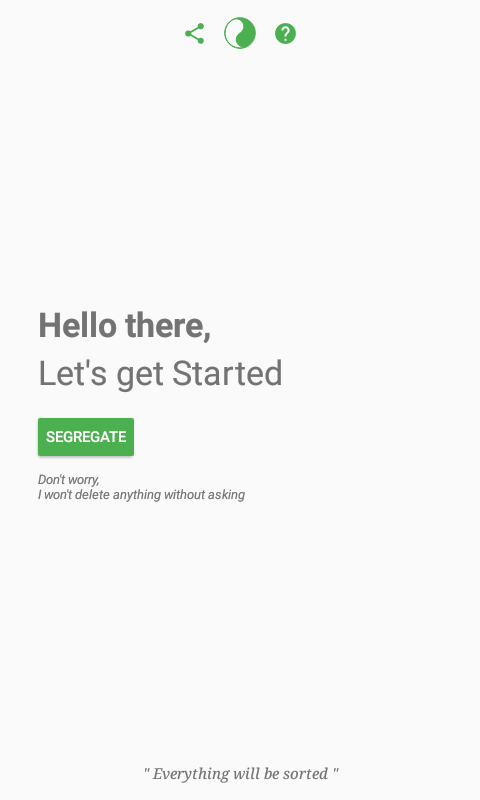 Hello there,
Let's get Started
SEGREGATE
Don't worry,
I won't delete anything without asking
" Everything will be sorted "